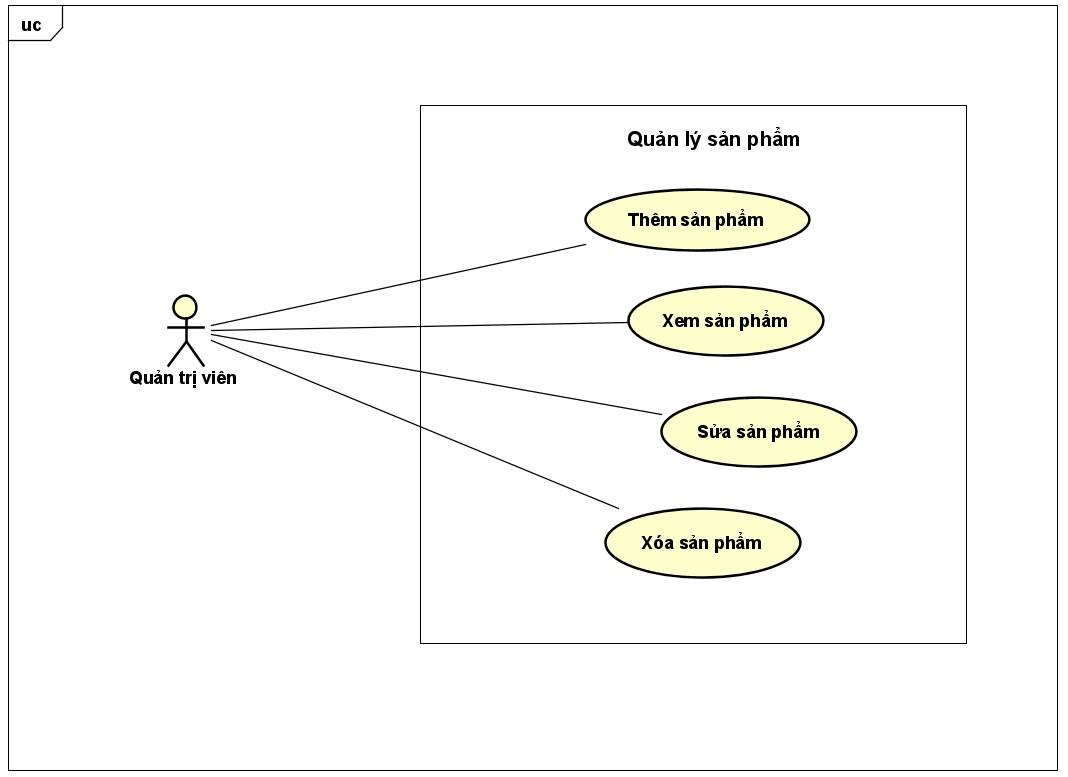 uc
Quản lý sản phẩm
Thêm sản phẩm
Xem sản phẩm
Quản trị viên
Sửa sản phẩm
Xóa sản phẩm